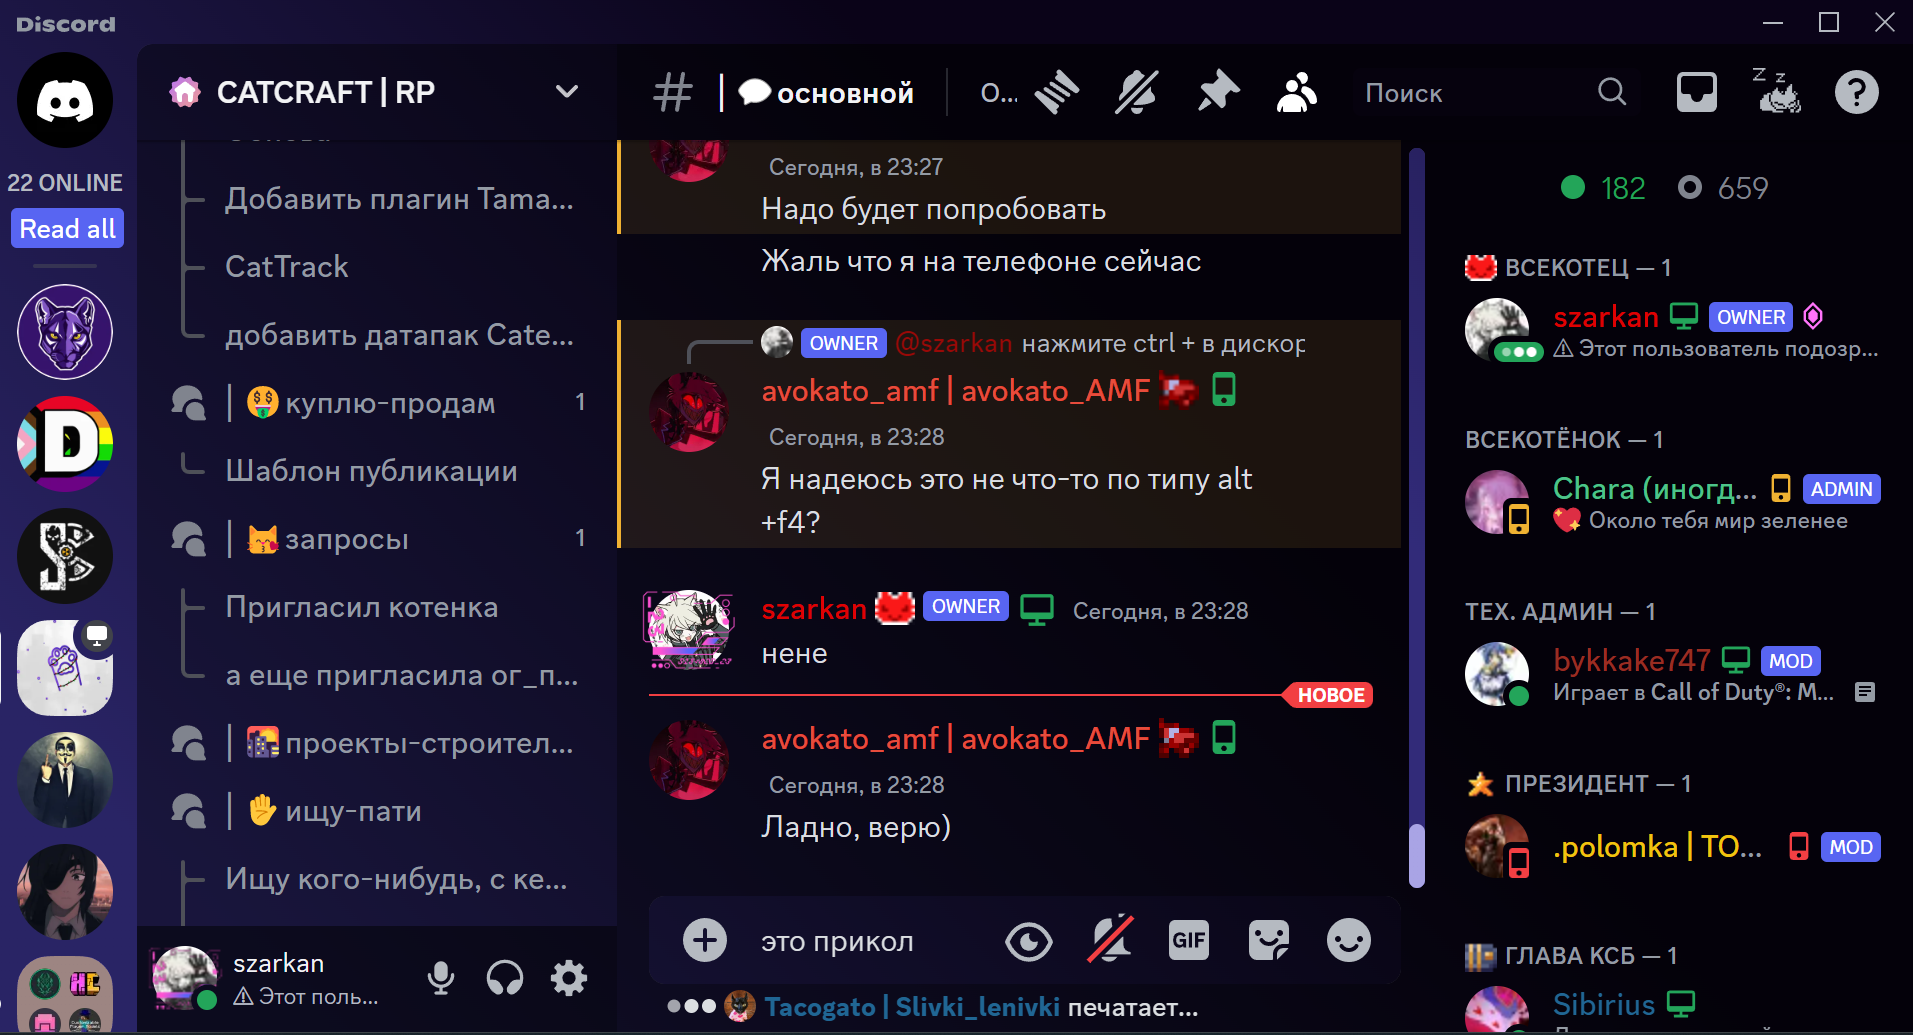 Discord
22 ONLINE
Read all
CATCRAFT | RP
Добавить плагин Tama...
CatTrack
добавить датапак Cate...
| куплю-продам 1
Шаблон публикации
| запросы 1
Пригласил котенка
а еще пригласила ог_п...
| проекты-строител...
| ищу-пати
Ищу кого-нибудь, с ке...
szarkan
Этот поль...
| основной
О...
Поиск
Сегодня, в 23:27
Надо будет попробовать
Жаль что я на телефоне сейчас
OWNER @szarkan нажмите ctrl + в дискор
avokato_amf | avokato_AMF
Сегодня, в 23:28
Я надеюсь это не что-то по типу alt
+f4?
szarkan OWNER Сегодня, в 23:28
нене
НОВОЕ
avokato_amf | avokato_AMF
Сегодня, в 23:28
Ладно, верю)
это прикол
GIF
Tacogato | Slivki_lenivki печатает...
182 659
ВСЕКОТЕЦ — 1
szarkan OWNER
Этот пользователь подозр...
ВСЕКОТЁНОК — 1
Chara (иногд... ADMIN
Около тебя мир зеленее
ТЕХ. АДМИН — 1
bykkake747 MOD
Играет в Call of Duty®: M...
ПРЕЗИДЕНТ — 1
.polomka | TO... MOD
ГЛАВА КСБ — 1
Sibirius